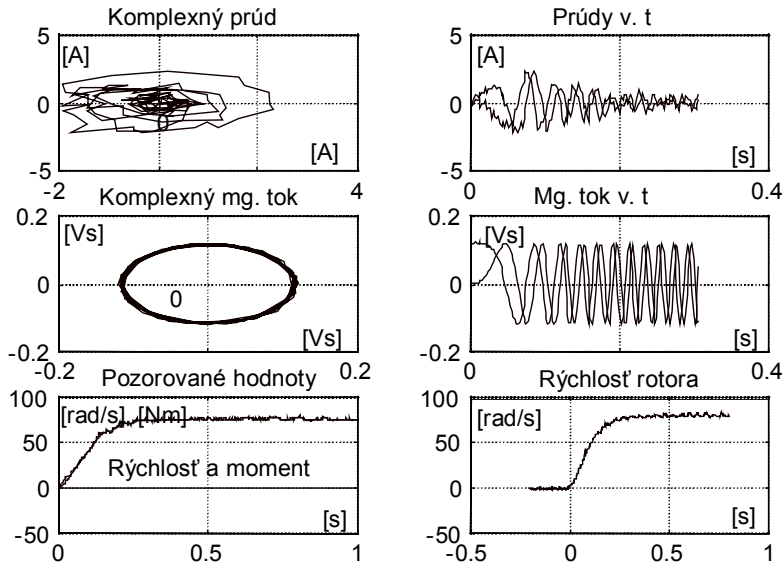 Komplexný prúd
5
[A]
0
0
[A]
-5
-2
4
Prúdy v. t
5
[A]
0
[s]
-5
0
0.4
Komplexný mg. tok
0.2
[Vs]
0
0
[Vs]
-0.2
-0.2
0.2
Mg. tok v. t
0.2
[Vs]
0
[s]
-0.2
0
0.4
Pozorované hodnoty
100
[rad/s], [Nm]
50
Rýchlosť a moment
0
[s]
-50
0
0.5
1
Rýchlosť rotora
100
[rad/s]
50
0
[s]
-50
-0.5
0
0.5
1